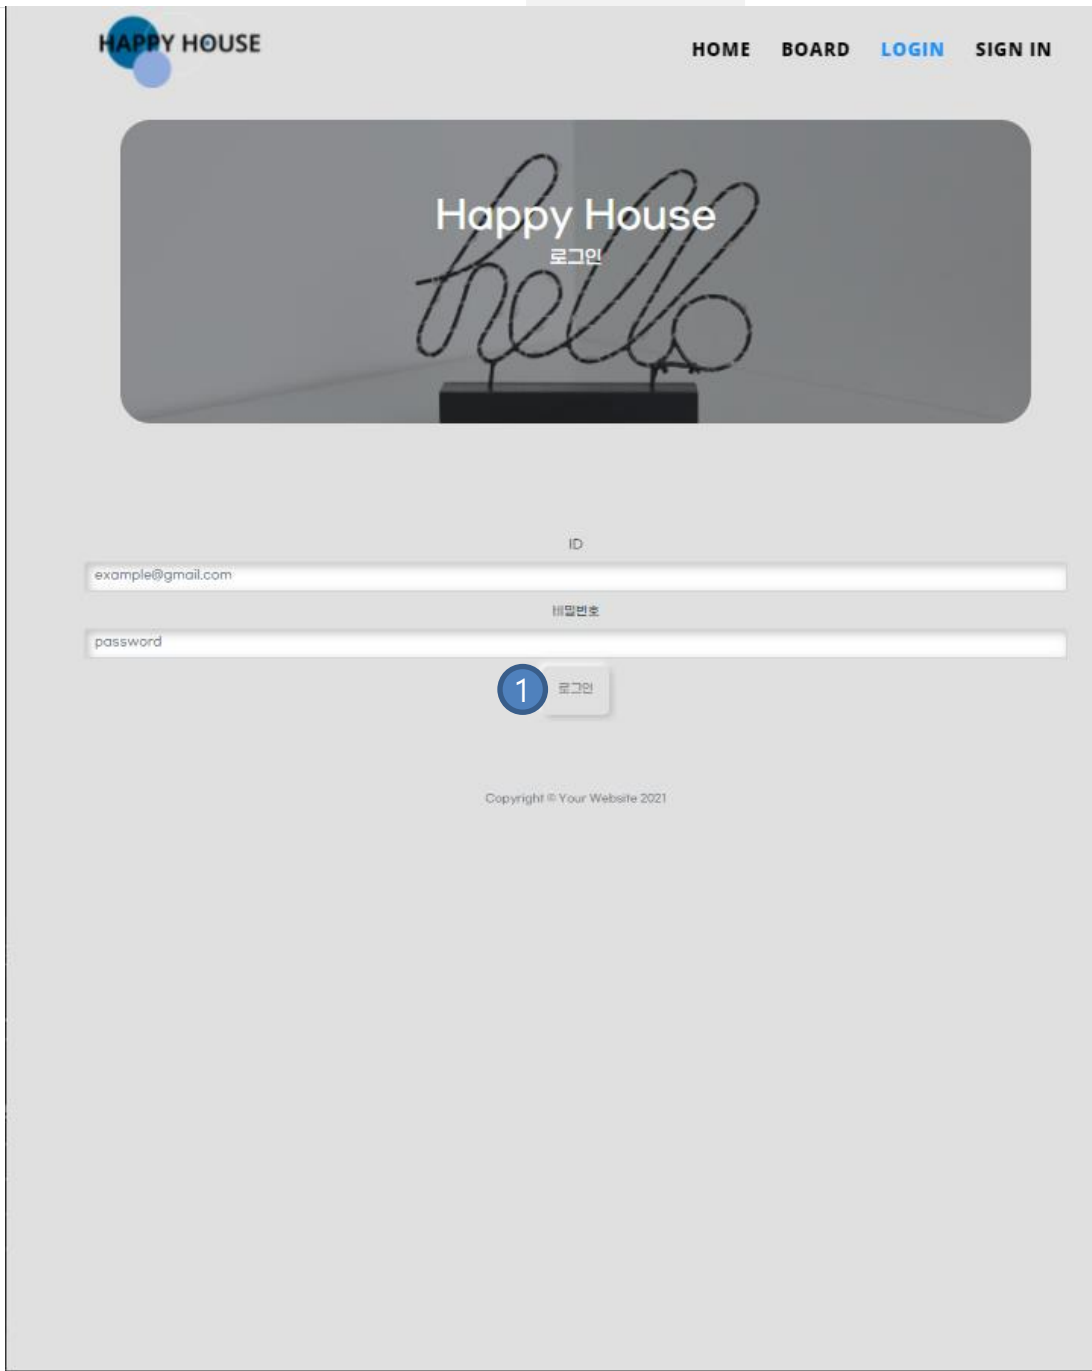 HAPPY HOUSE
HOME BOARD LOGIN SIGN IN
Happy House
로그인
hello
ID
example@gmail.com
비밀번호
password
1 로그인
Copyright © Your Website 2021